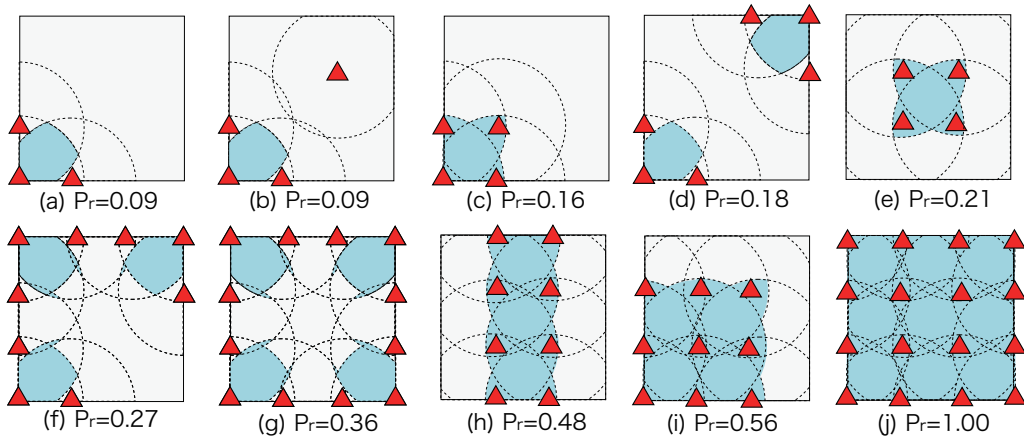 (a) Pr=0.09
(b) Pr=0.09
(c) Pr=0.16
(d) Pr=0.18
(e) Pr=0.21
(f) Pr=0.27
(g) Pr=0.36
(h) Pr=0.48
(i) Pr=0.56
(j) Pr=1.00